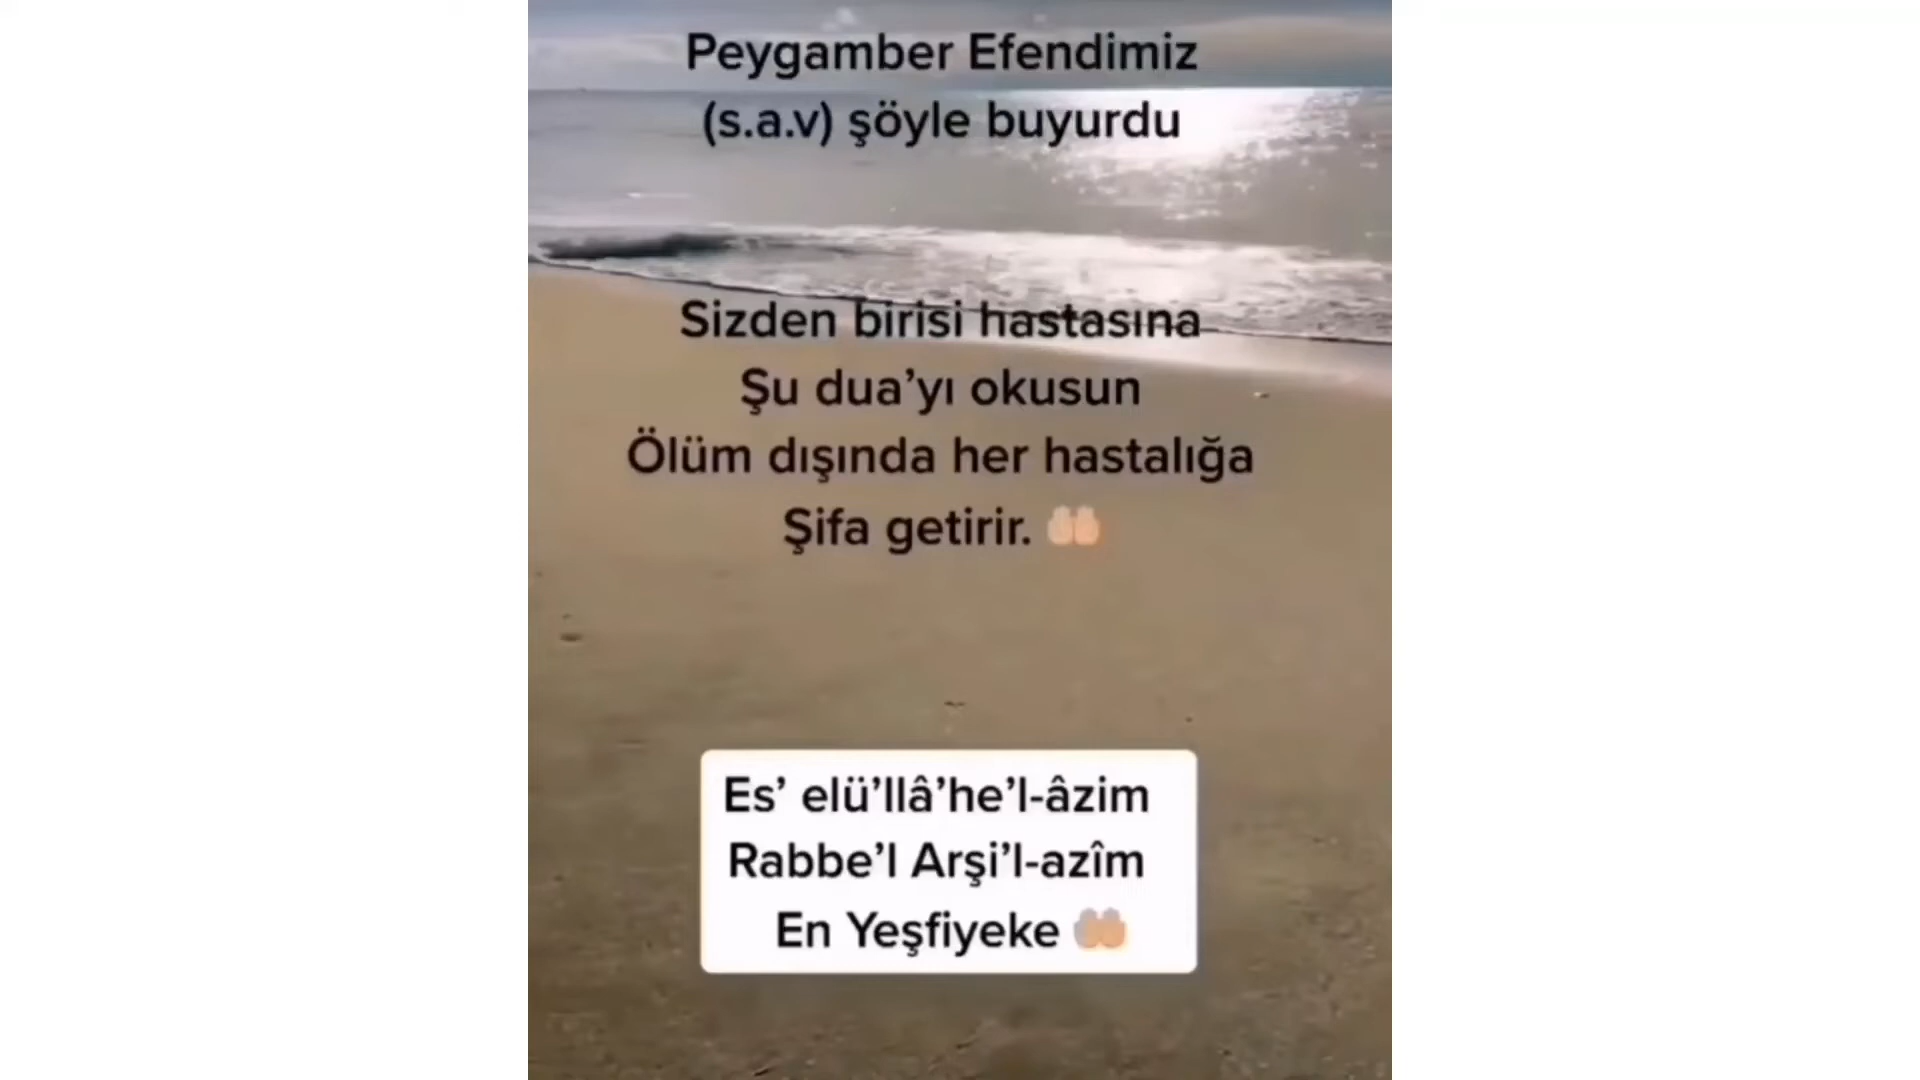 Peygamber Efendimiz
(s.a.v) şöyle buyurdu
Sizden birisi hastasına
Şu dua’yı okusun
Ölüm dışında her hastalığa
Şifa getirir. 🤲🏻
Es’ elü’llâ’he’l-âzim
Rabbe’l Arşi’l-azîm
En Yeşfiyeke 🤲🏼